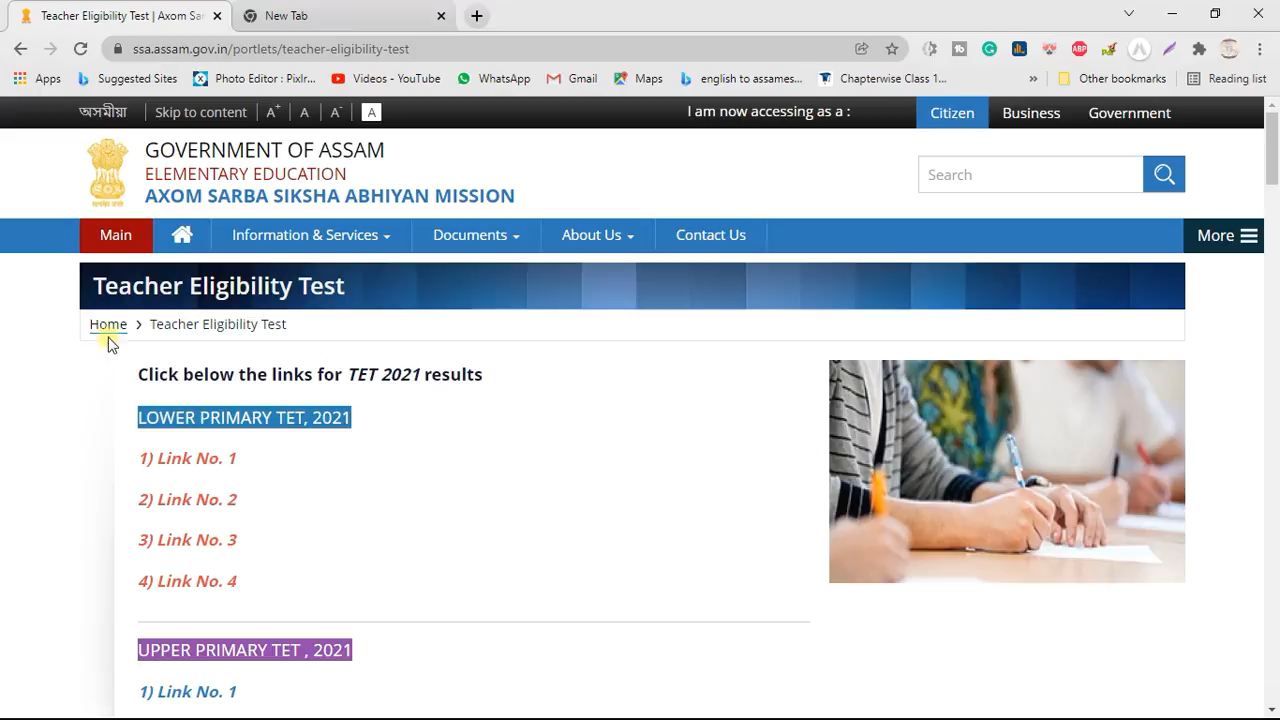 Teacher Eligibility Test | Axom Sar
New Tab
ssa.assam.gov.in/portlets/teacher-eligibility-test
Apps
Suggested Sites
Photo Editor : Pixlr...
Videos - YouTube
WhatsApp
Gmail
Maps
english to assames...
Chapterwise Class 1...
»
Other bookmarks
Reading list
অসমীয়া
Skip to content
A+
A
A-
A
I am now accessing as a :
Citizen
Business
Government
GOVERNMENT OF ASSAM
ELEMENTARY EDUCATION
AXOM SARBA SIKSHA ABHIYAN MISSION
Search
Main
Information & Services
Documents
About Us
Contact Us
More
Teacher Eligibility Test
Home > Teacher Eligibility Test
Click below the links for TET 2021 results
LOWER PRIMARY TET, 2021
1) Link No. 1
2) Link No. 2
3) Link No. 3
4) Link No. 4
UPPER PRIMARY TET , 2021
1) Link No. 1